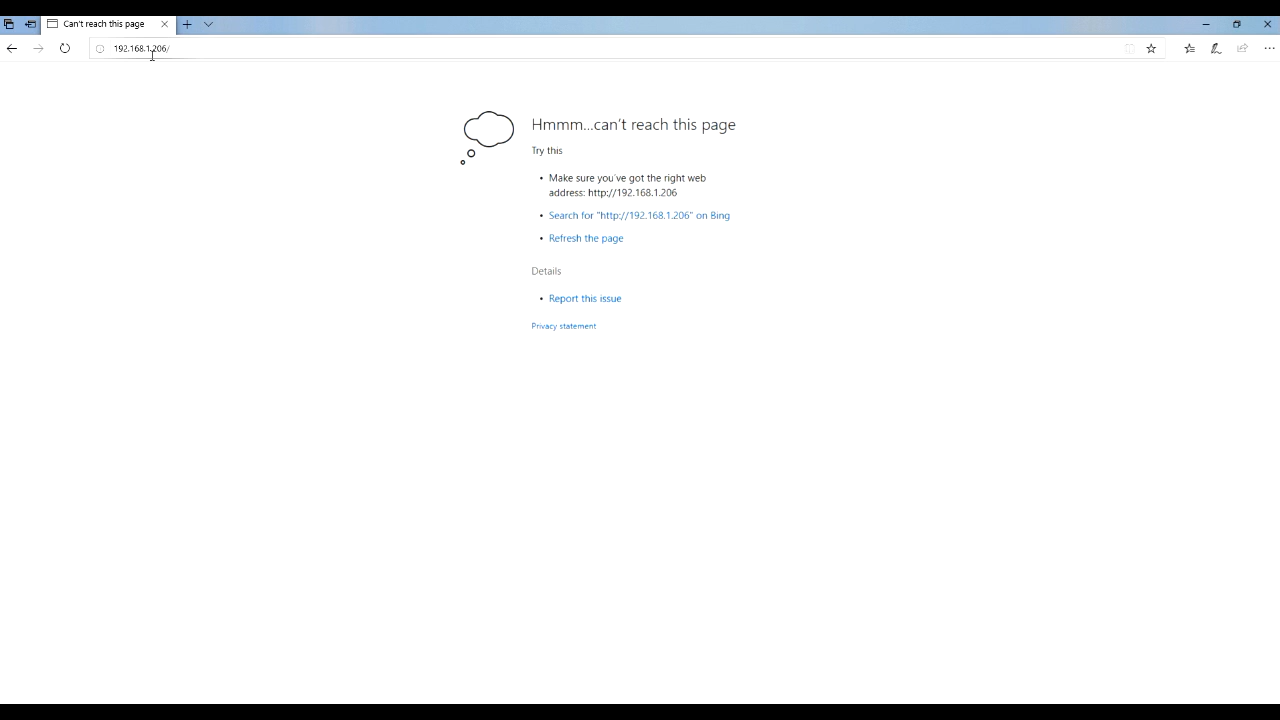 Can't reach this page
192.168.1.206/
Hmmm...can't reach this page
Try this
• Make sure you've got the right web
address: http://192.168.1.206
• Search for "http://192.168.1.206" on Bing
• Refresh the page
Details
• Report this issue
Privacy statement